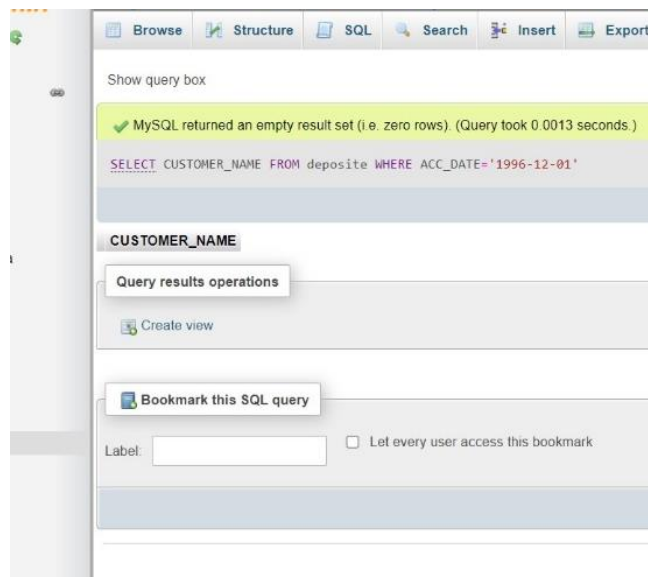 Browse Structure SQL Search Insert Export
Show query box
MySQL returned an empty result set (i.e. zero rows). (Query took 0.0013 seconds.)
SELECT CUSTOMER_NAME FROM deposite WHERE ACC_DATE='1996-12-01'
CUSTOMER_NAME
Query results operations
Create view
Bookmark this SQL query
Label: Let every user access this bookmark